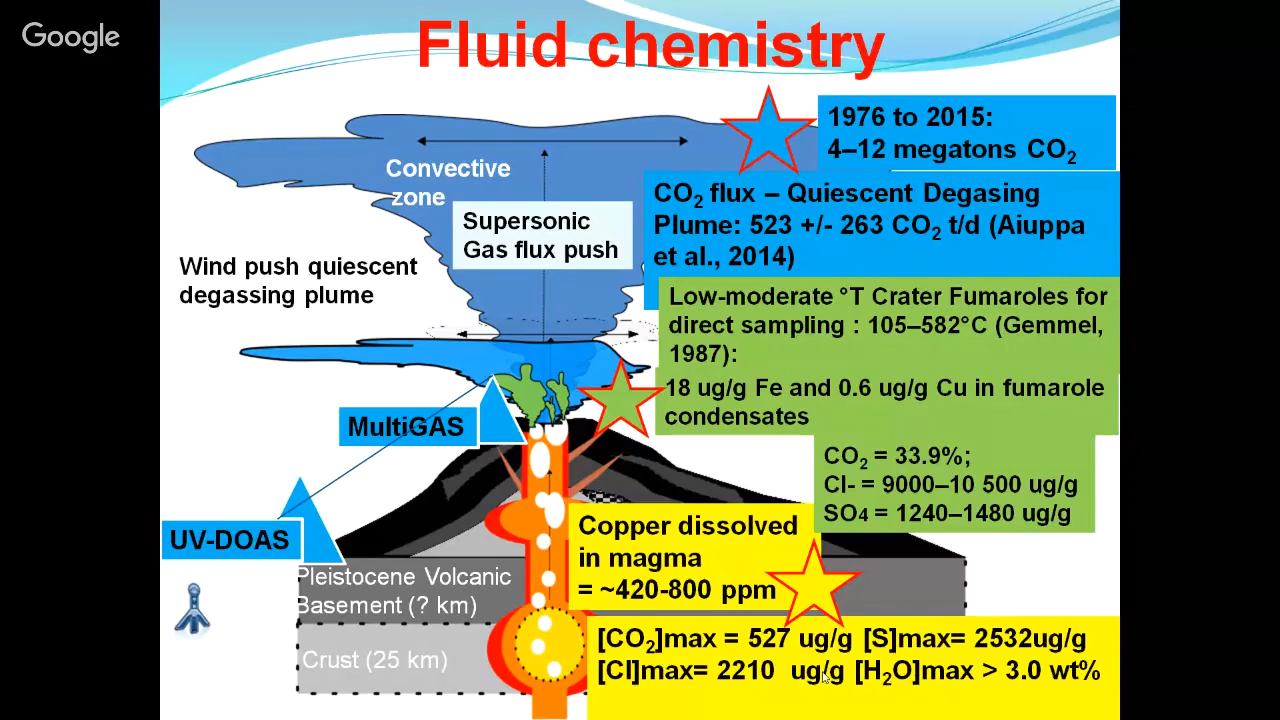 Google
Fluid chemistry
1976 to 2015:
4–12 megatons CO₂
Convective
zone
CO₂ flux – Quiescent Degasing
Plume: 523 +/- 263 CO₂ t/d (Aiuppa
et al., 2014)
Supersonic
Gas flux push
Wind push quiescent
degassing plume
Low-moderate °T Crater Fumaroles for
direct sampling : 105–582°C (Gemmel,
1987):
18 ug/g Fe and 0.6 ug/g Cu in fumarole
condensates
MultiGAS
CO₂ = 33.9%;
Cl- = 9000–10 500 ug/g
SO4 = 1240–1480 ug/g
UV-DOAS
Copper dissolved
in magma
= ~420-800 ppm
Pleistocene Volcanic
Basement (? km)
Crust (25 km)
[CO₂]max = 527 ug/g [S]max= 2532ug/g
[Cl]max= 2210 ug/g [H₂O]max > 3.0 wt%